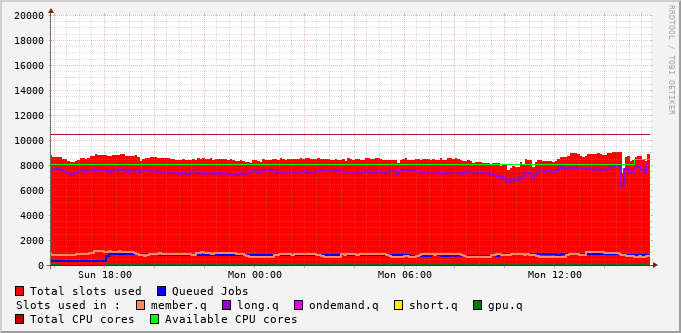 20000
18000
16000
14000
12000
10000
8000
6000
4000
2000
0
Sun 18:00 Mon 00:00 Mon 06:00 Mon 12:00
Total slots used Queued Jobs
Slots used in : member.q long.q ondemand.q short.q gpu.q
Total CPU cores Available CPU cores
RRDTOOL / TOBI OETIKER